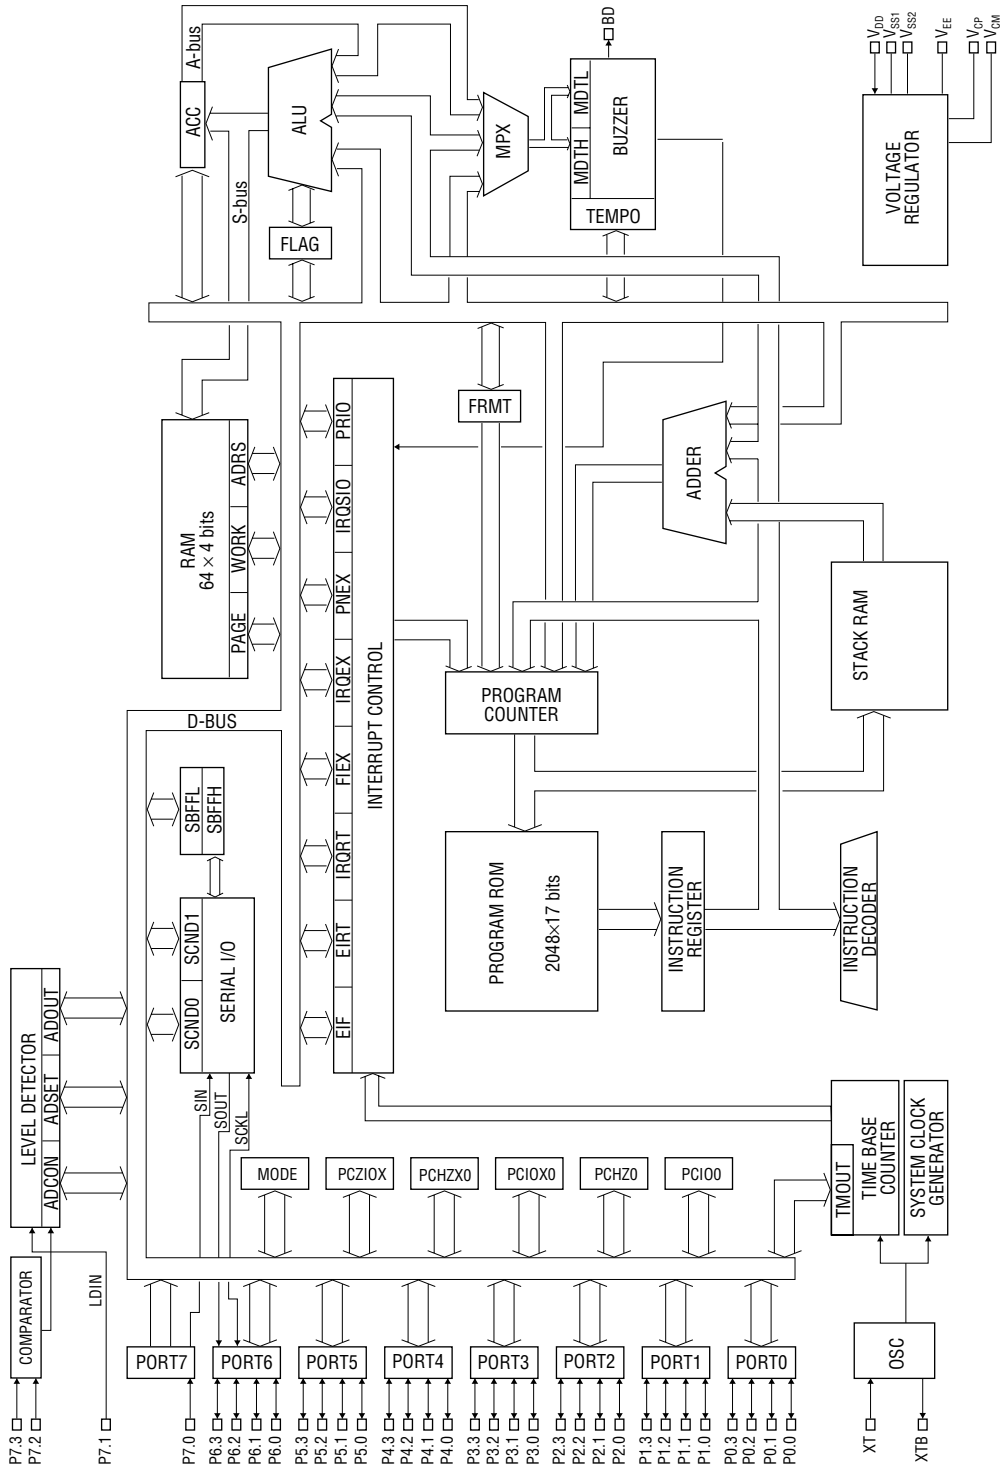 A-bus
ACC
S-bus
ALU
FLAG
MPX
MDTH
MDTL
BUZZER
TEMPO
BD
VDD
VSS1
VSS2
VEE
VCP
VCM
VOLTAGE
REGULATOR
RAM
64 × 4 bits
PAGE
WORK
ADRS
D-BUS
SBFFL
SBFFH
SCND0
SCND1
SERIAL I/O
SIN
SOUT
SCKL
EIF
EIRT
IRQRT
FIEX
IRQEX
PNEX
IRQSIO
PRIO
INTERRUPT CONTROL
FRMT
ADDER
PROGRAM
COUNTER
STACK RAM
PROGRAM ROM
2048×17 bits
INSTRUCTION
REGISTER
INSTRUCTION
DECODER
LEVEL DETECTOR
ADCON
ADSET
ADOUT
COMPARATOR
LDIN
MODE
PCZIOX
PCHZX0
PCIOX0
PCHZ0
PCIO0
TMOUT
TIME BASE
COUNTER
SYSTEM CLOCK
GENERATOR
OSC
XT
XTB
PORT7
PORT6
PORT5
PORT4
PORT3
PORT2
PORT1
PORT0
P7.3
P7.2
P7.1
P7.0
P6.3
P6.2
P6.1
P6.0
P5.3
P5.2
P5.1
P5.0
P4.3
P4.2
P4.1
P4.0
P3.3
P3.2
P3.1
P3.0
P2.3
P2.2
P2.1
P2.0
P1.3
P1.2
P1.1
P1.0
P0.3
P0.2
P0.1
P0.0